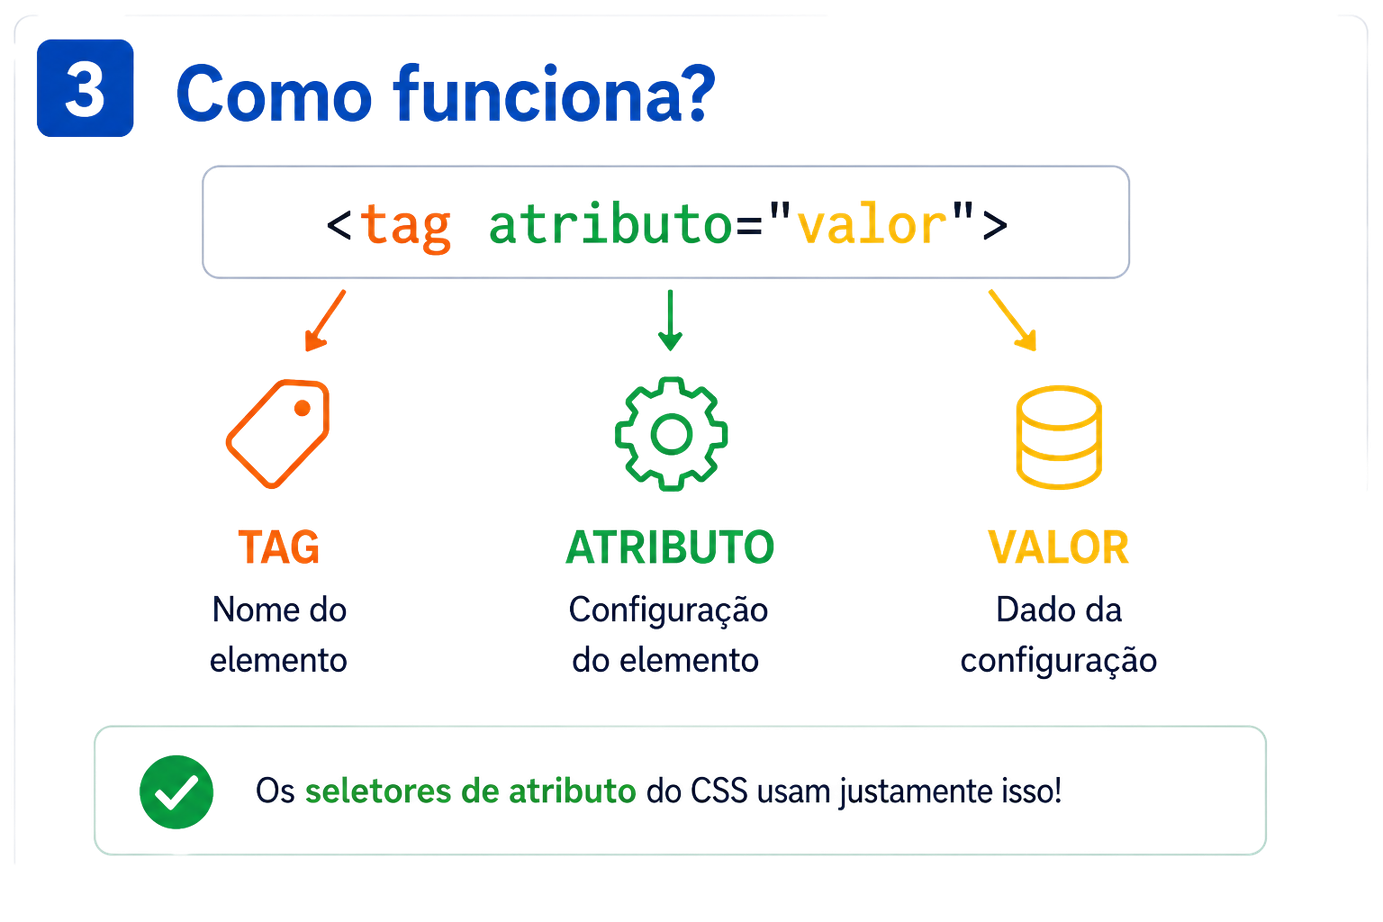 3 Como funciona?
<tag atributo="valor">
TAG
Nome do
elemento
ATRIBUTO
Configuração
do elemento
VALOR
Dado da
configuração
Os seletores de atributo do CSS usam justamente isso!